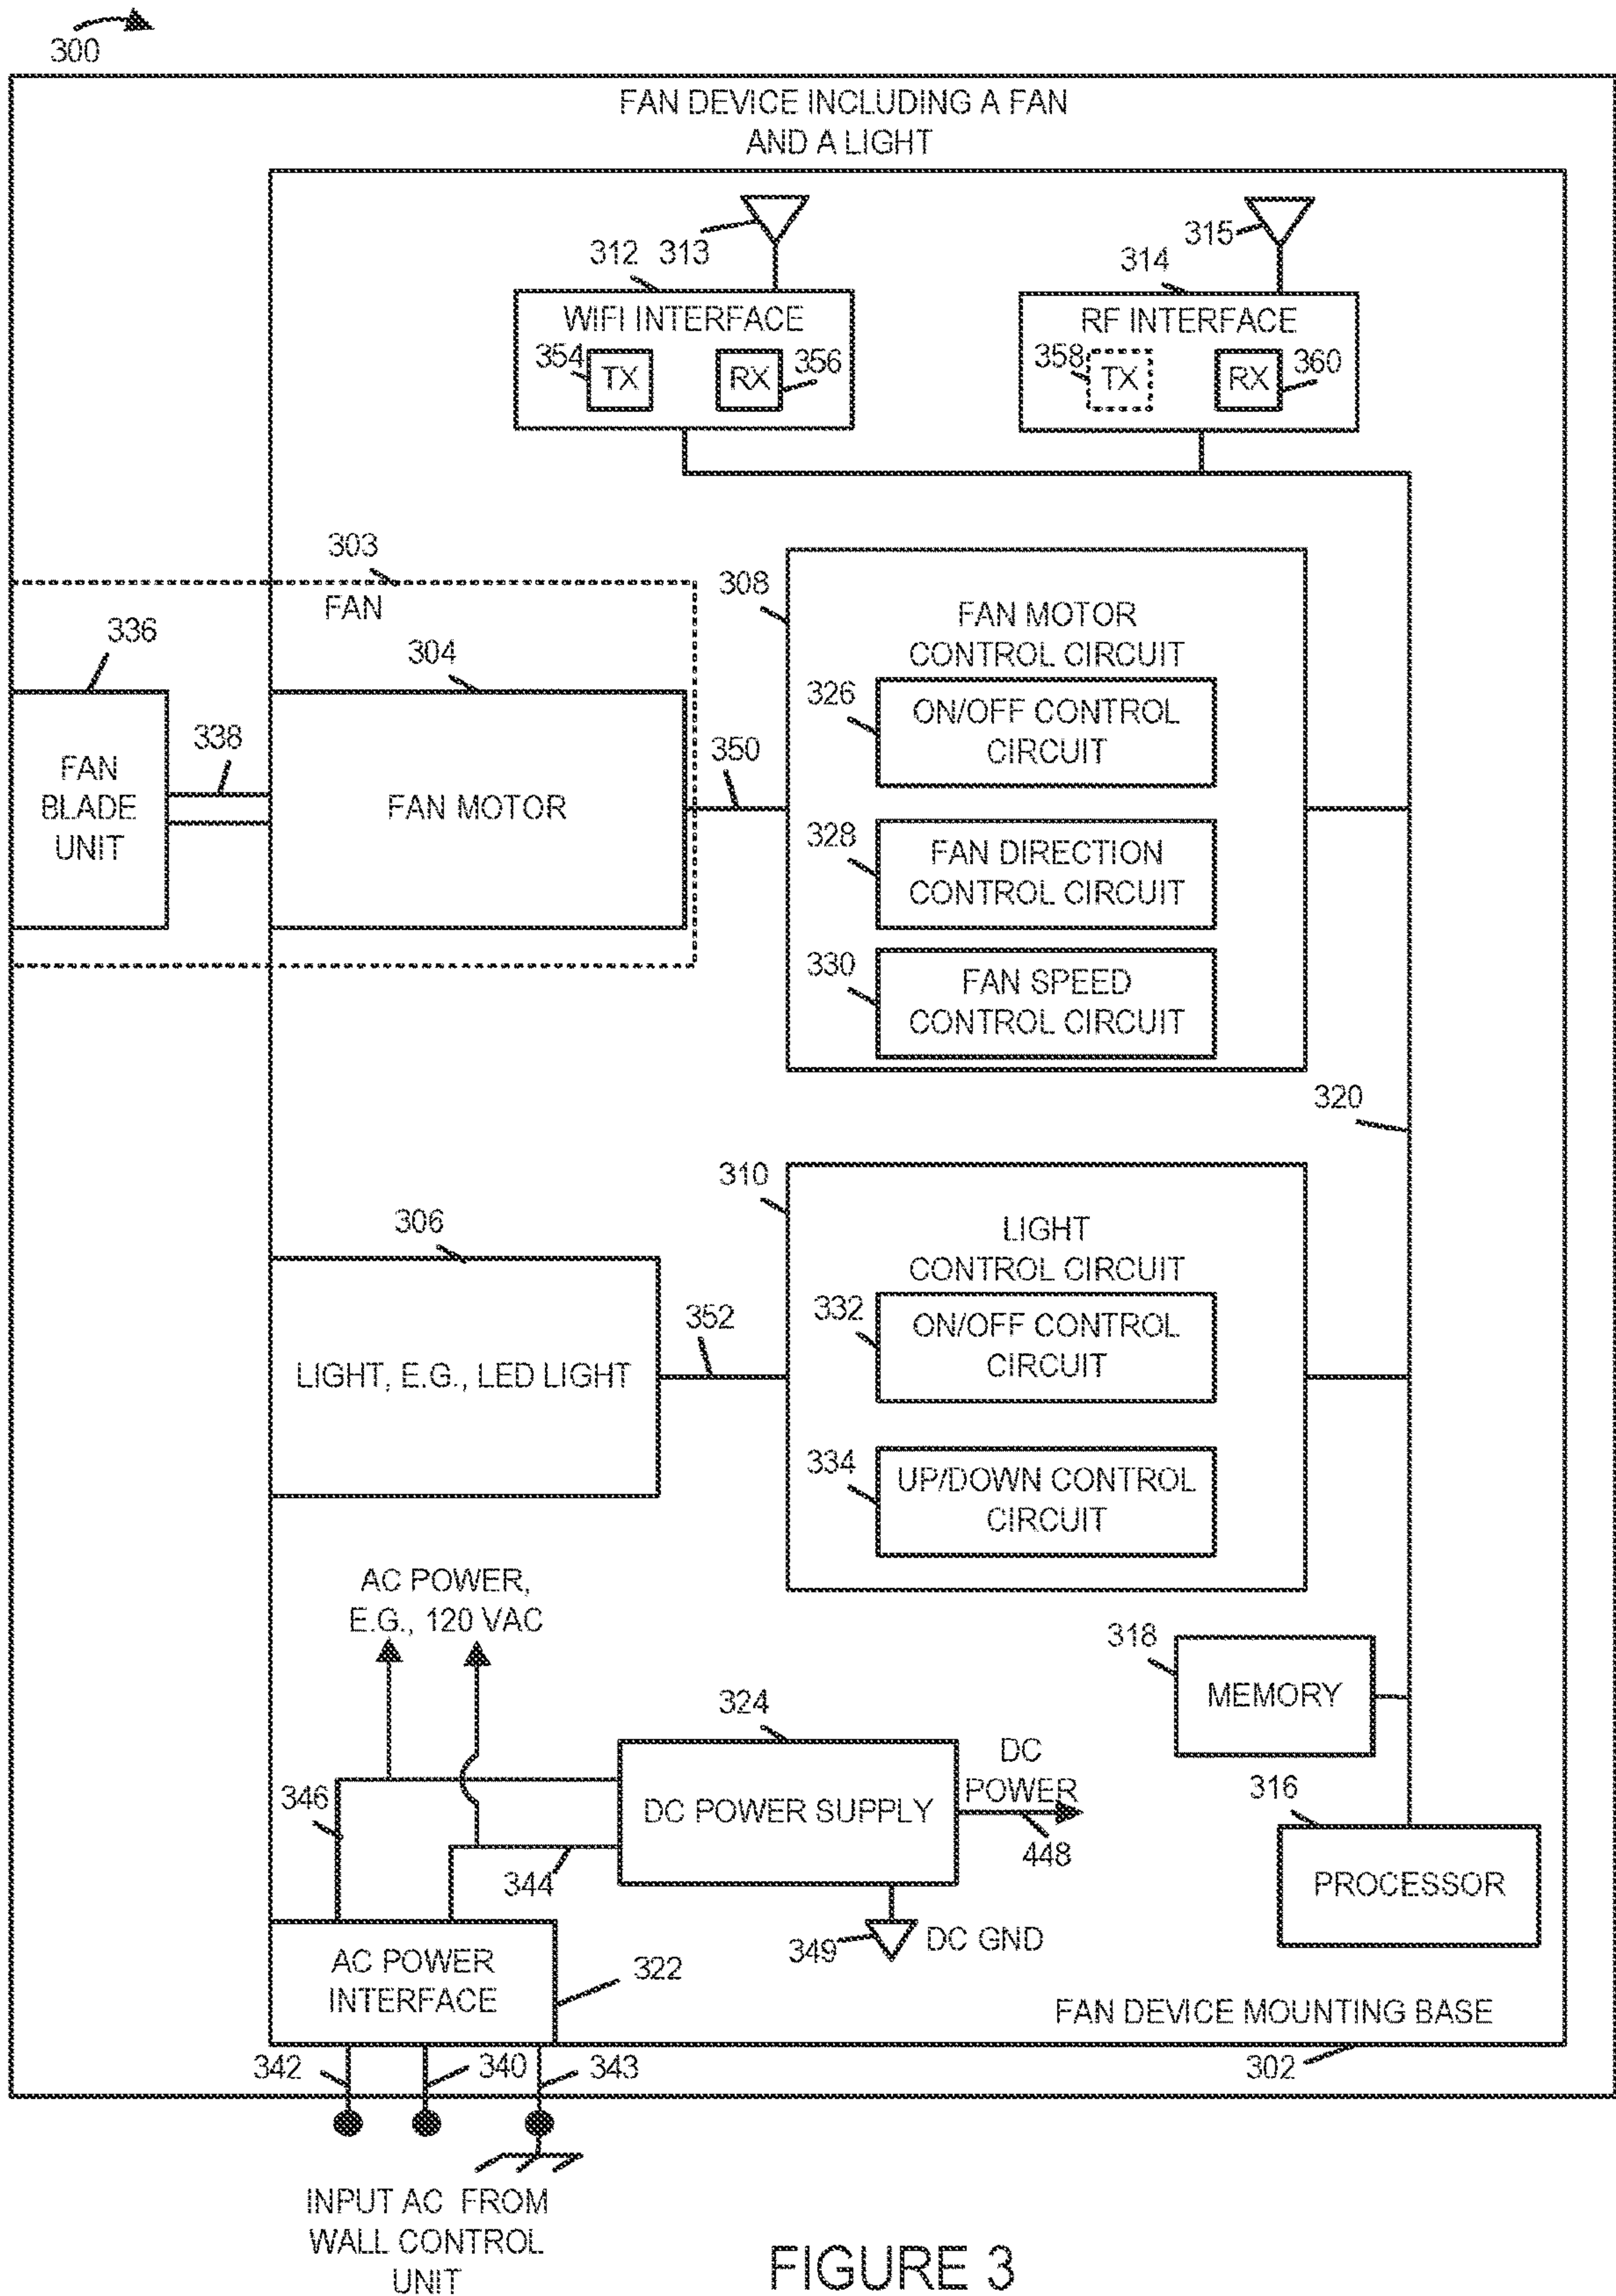 300
FAN DEVICE INCLUDING A FAN
AND A LIGHT
312 313
315
314
WIFI INTERFACE
354 TX RX 356
RF INTERFACE
358 TX RX 360
303
FAN
336
304
308
FAN MOTOR
CONTROL CIRCUIT
326
ON/OFF CONTROL
CIRCUIT
338
350
FAN
BLADE
UNIT
FAN MOTOR
328
FAN DIRECTION
CONTROL CIRCUIT
330
FAN SPEED
CONTROL CIRCUIT
320
310
LIGHT
CONTROL CIRCUIT
306
332
ON/OFF CONTROL
CIRCUIT
352
LIGHT, E.G., LED LIGHT
334
UP/DOWN CONTROL
CIRCUIT
AC POWER,
E.G., 120 VAC
318
MEMORY
324
DC
POWER
346
DC POWER SUPPLY
448
316
PROCESSOR
344
349
DC GND
AC POWER
INTERFACE
322
FAN DEVICE MOUNTING BASE
302
342
340
343
INPUT AC FROM
WALL CONTROL
UNIT
FIGURE 3